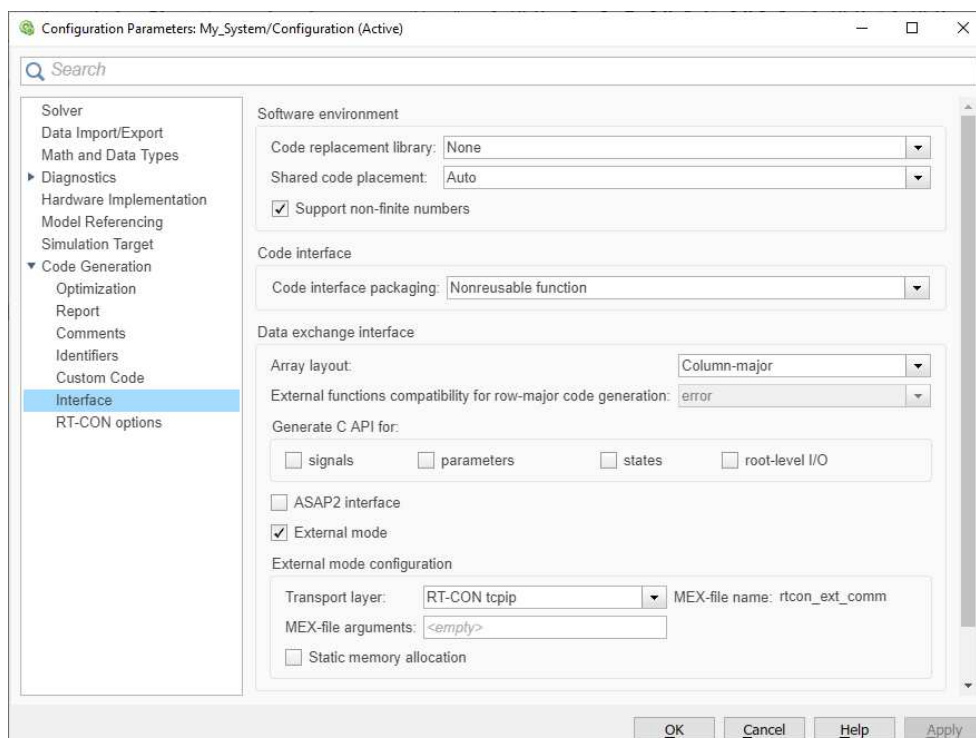 Configuration Parameters: My_System/Configuration (Active)
Search
Solver
Data Import/Export
Math and Data Types
Diagnostics
Hardware Implementation
Model Referencing
Simulation Target
Code Generation
Optimization
Report
Comments
Identifiers
Custom Code
Interface
RT-CON options
Software environment
Code replacement library: None
Shared code placement: Auto
Support non-finite numbers
Code interface
Code interface packaging: Nonreusable function
Data exchange interface
Array layout: Column-major
External functions compatibility for row-major code generation: error
Generate C API for:
signals parameters states root-level I/O
ASAP2 interface
External mode
External mode configuration
Transport layer: RT-CON tcpip MEX-file name: rtcon_ext_comm
MEX-file arguments: <empty>
Static memory allocation
OK Cancel Help Apply